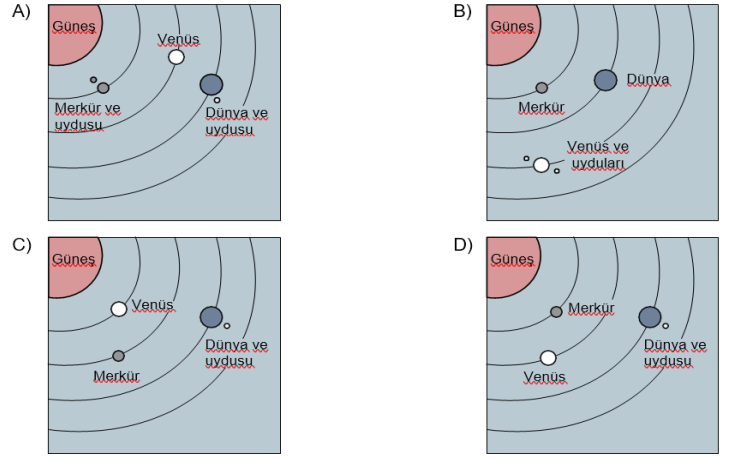 A)
Güneş
Venüs
Merkür ve
uydusu
Dünya ve
uydusu
B)
Güneş
Dünya
Merkür
Venüs ve
uyduları
C)
Güneş
Venüs
Merkür
Dünya ve
uydusu
D)
Güneş
Merkür
Venüs
Dünya ve
uydusu